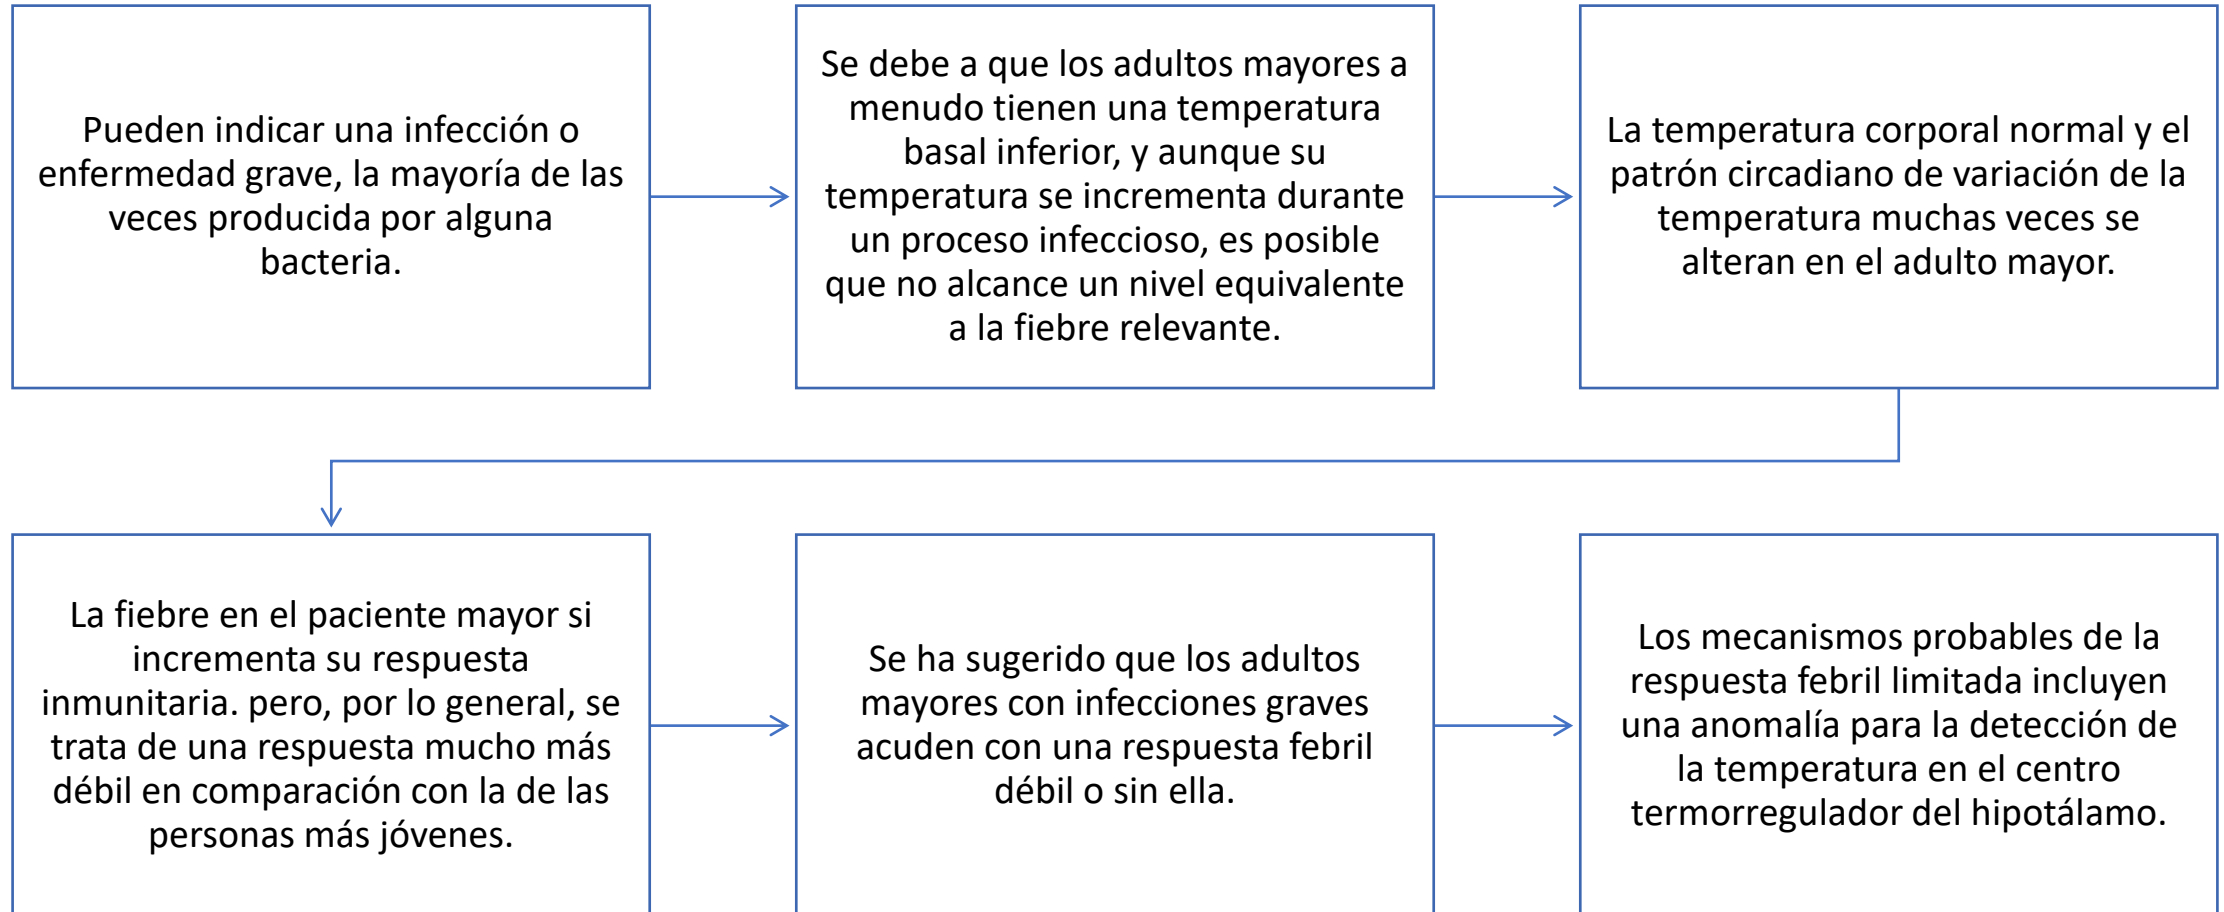 Pueden indicar una infección o
enfermedad grave, la mayoría de las
veces producida por alguna
bacteria.
Se debe a que los adultos mayores a
menudo tienen una temperatura
basal inferior, y aunque su
temperatura se incrementa durante
un proceso infeccioso, es posible
que no alcance un nivel equivalente
a la fiebre relevante.
La temperatura corporal normal y el
patrón circadiano de variación de la
temperatura muchas veces se
alteran en el adulto mayor.
La fiebre en el paciente mayor si
incrementa su respuesta
inmunitaria. pero, por lo general, se
trata de una respuesta mucho más
débil en comparación con la de las
personas más jóvenes.
Se ha sugerido que los adultos
mayores con infecciones graves
acuden con una respuesta febril
débil o sin ella.
Los mecanismos probables de la
respuesta febril limitada incluyen
una anomalía para la detección de
la temperatura en el centro
termorregulador del hipotálamo.